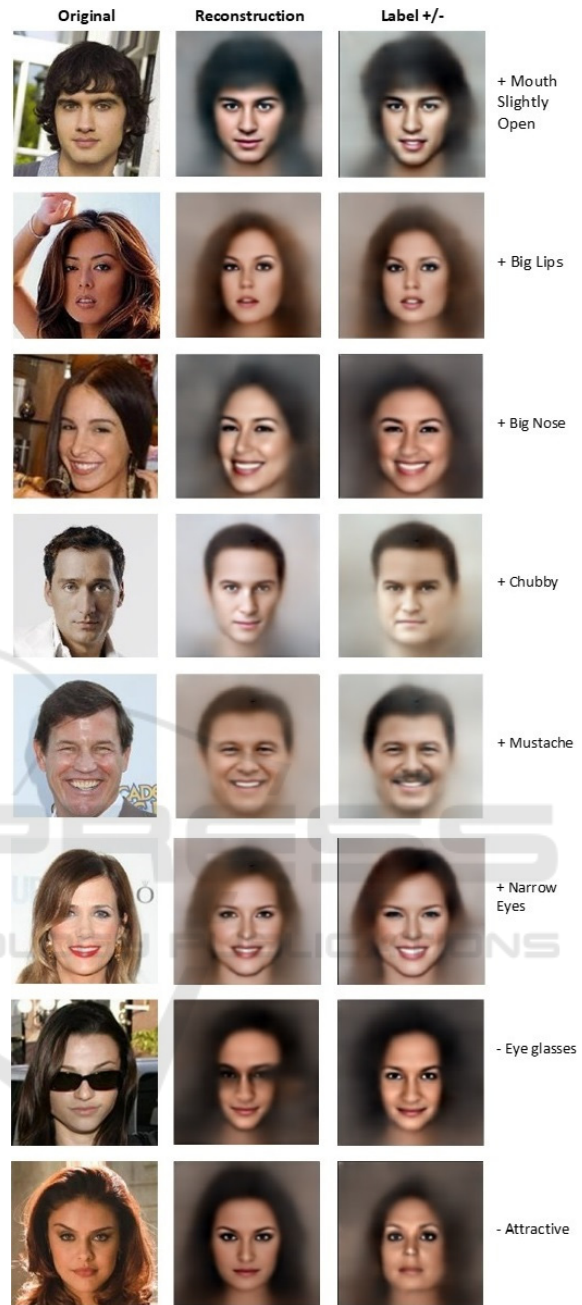 Original Reconstruction Label +/-
+ Mouth
Slightly
Open
+ Big Lips
+ Big Nose
+ Chubby
+ Mustache
+ Narrow
Eyes
- Eye glasses
- Attractive